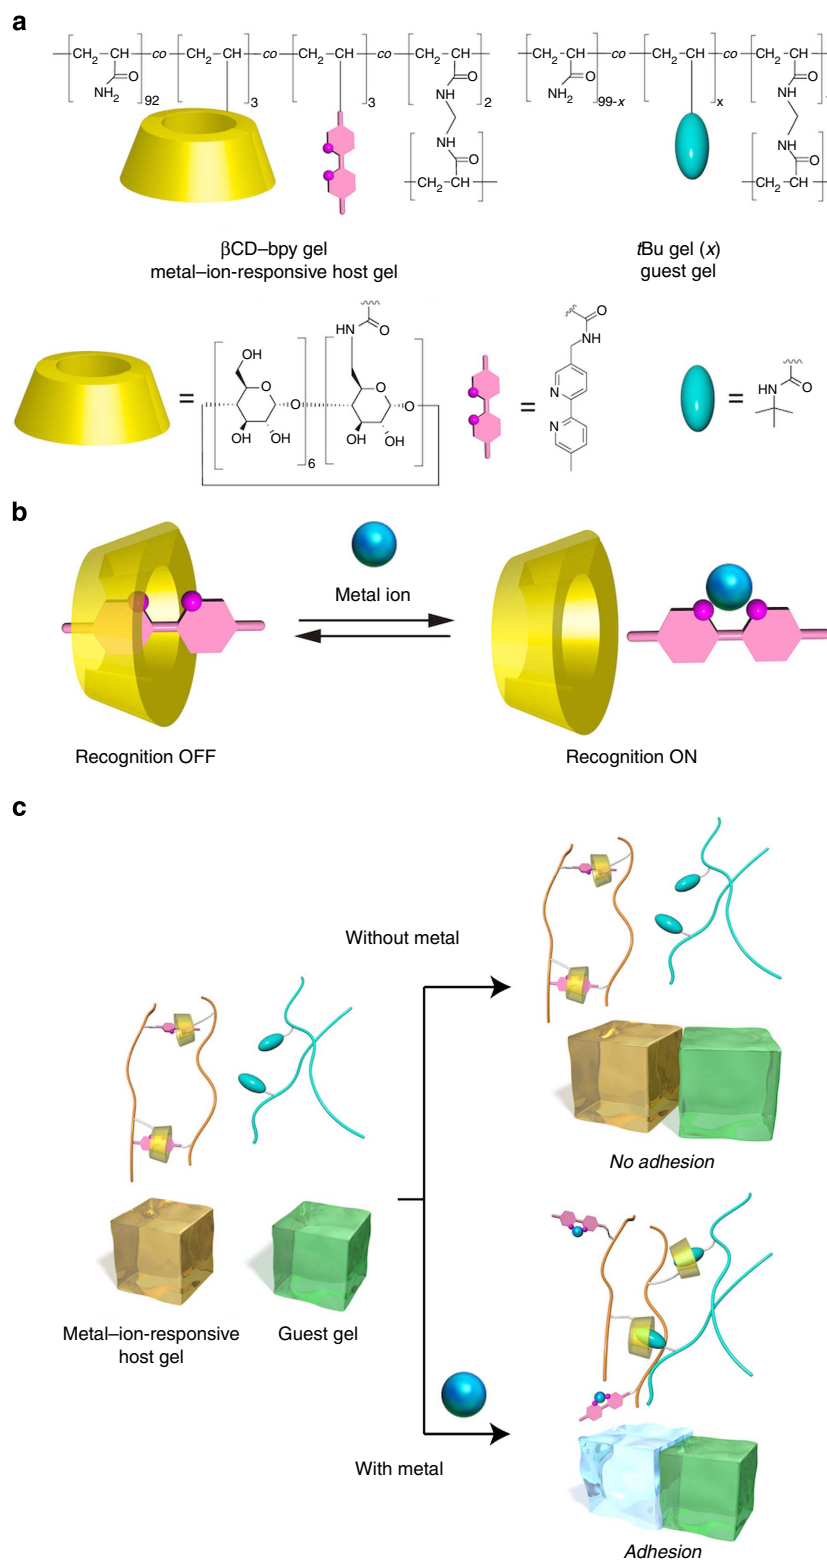 a
CH2 CH co CH2 CH co CH2 CH co CH2 CH
O
NH2
92
3
3
O
NH
2
NH
O
CH2 CH
βCD–bpy gel
metal–ion-responsive host gel
CH2 CH co CH2 CH co CH2 CH
O
NH2
99-x
x
O
NH
NH
O
CH2 CH
tBu gel (x)
guest gel
=
OH
O
O
OH OH
6
HN O
O
O
OH OH
=
O
NH
N
N
=
O
HN
b
Metal ion
Recognition OFF
Recognition ON
c
Without metal
No adhesion
Metal–ion-responsive
host gel
Guest gel
With metal
Adhesion